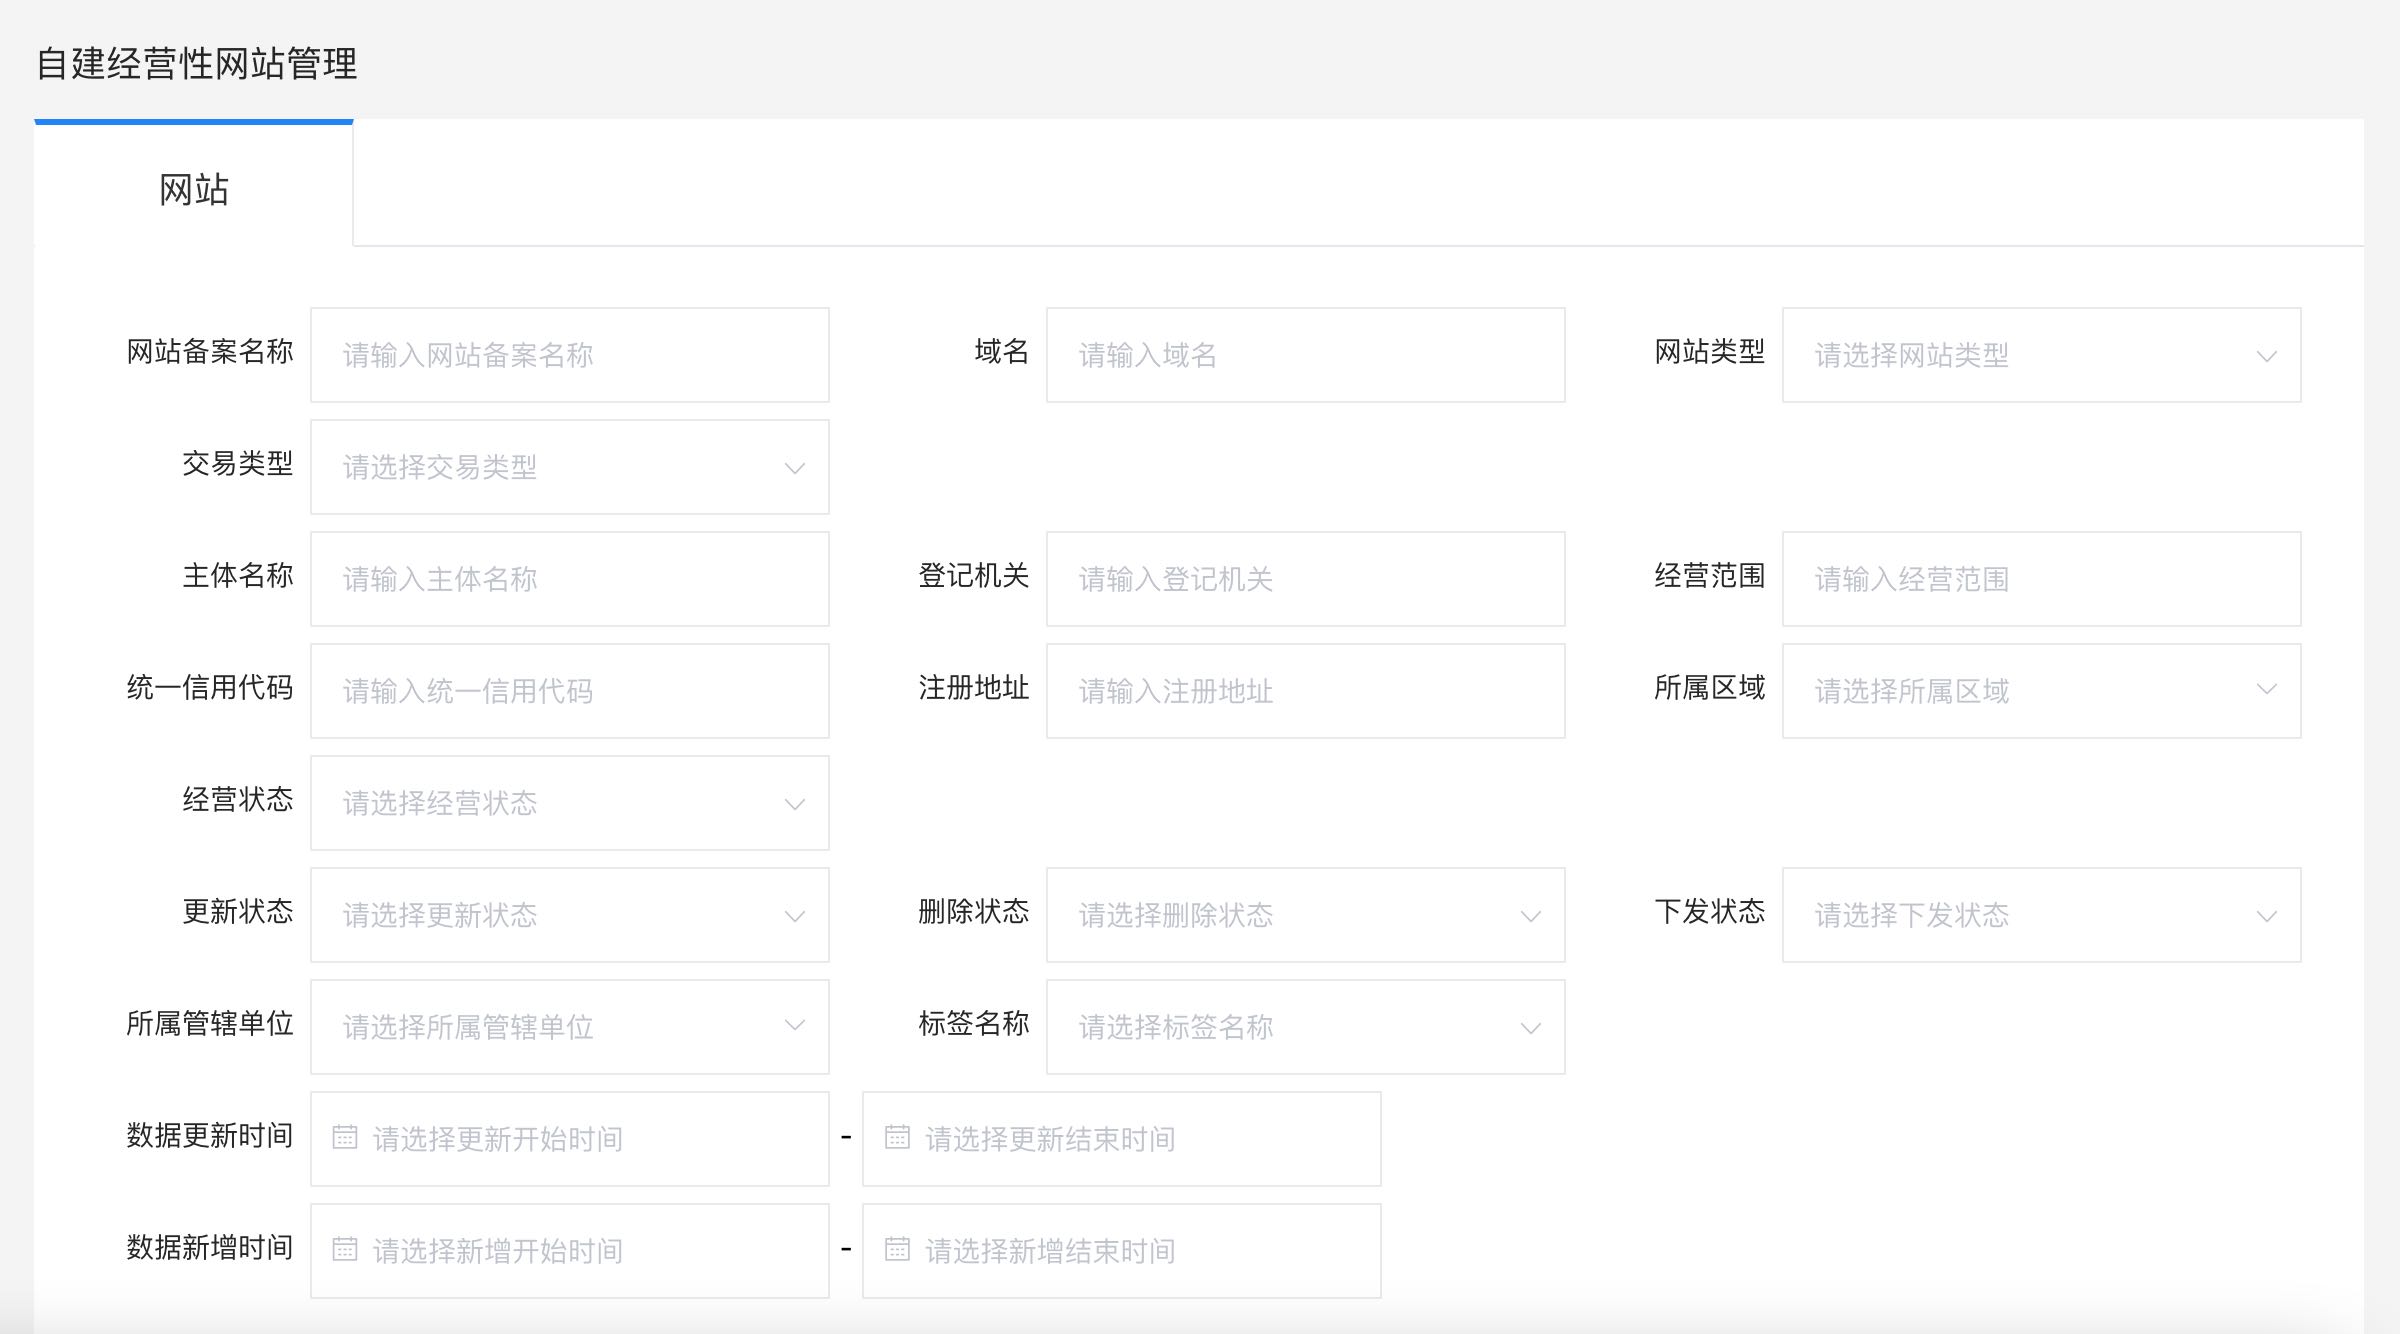 自建经营性网站管理
网站
网站备案名称 请输入网站备案名称 域名 请输入域名 网站类型 请选择网站类型
交易类型 请选择交易类型
主体名称 请输入主体名称 登记机关 请输入登记机关 经营范围 请输入经营范围
统一信用代码 请输入统一信用代码 注册地址 请输入注册地址 所属区域 请选择所属区域
经营状态 请选择经营状态
更新状态 请选择更新状态 删除状态 请选择删除状态 下发状态 请选择下发状态
所属管辖单位 请选择所属管辖单位 标签名称 请选择标签名称
数据更新时间 请选择更新开始时间 - 请选择更新结束时间
数据新增时间 请选择新增开始时间 - 请选择新增结束时间